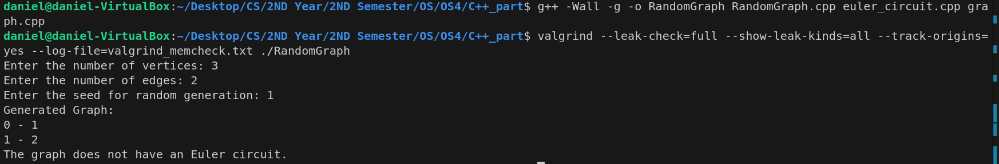 daniel@daniel-VirtualBox:~/Desktop/CS/2ND Year/2ND Semester/OS/OS4/C++_part$ g++ -Wall -g -o RandomGraph RandomGraph.cpp euler_circuit.cpp gra
ph.cpp
daniel@daniel-VirtualBox:~/Desktop/CS/2ND Year/2ND Semester/OS/OS4/C++_part$ valgrind --leak-check=full --show-leak-kinds=all --track-origins=
yes --log-file=valgrind_memcheck.txt ./RandomGraph
Enter the number of vertices: 3
Enter the number of edges: 2
Enter the seed for random generation: 1
Generated Graph:
0 - 1
1 - 2
The graph does not have an Euler circuit.